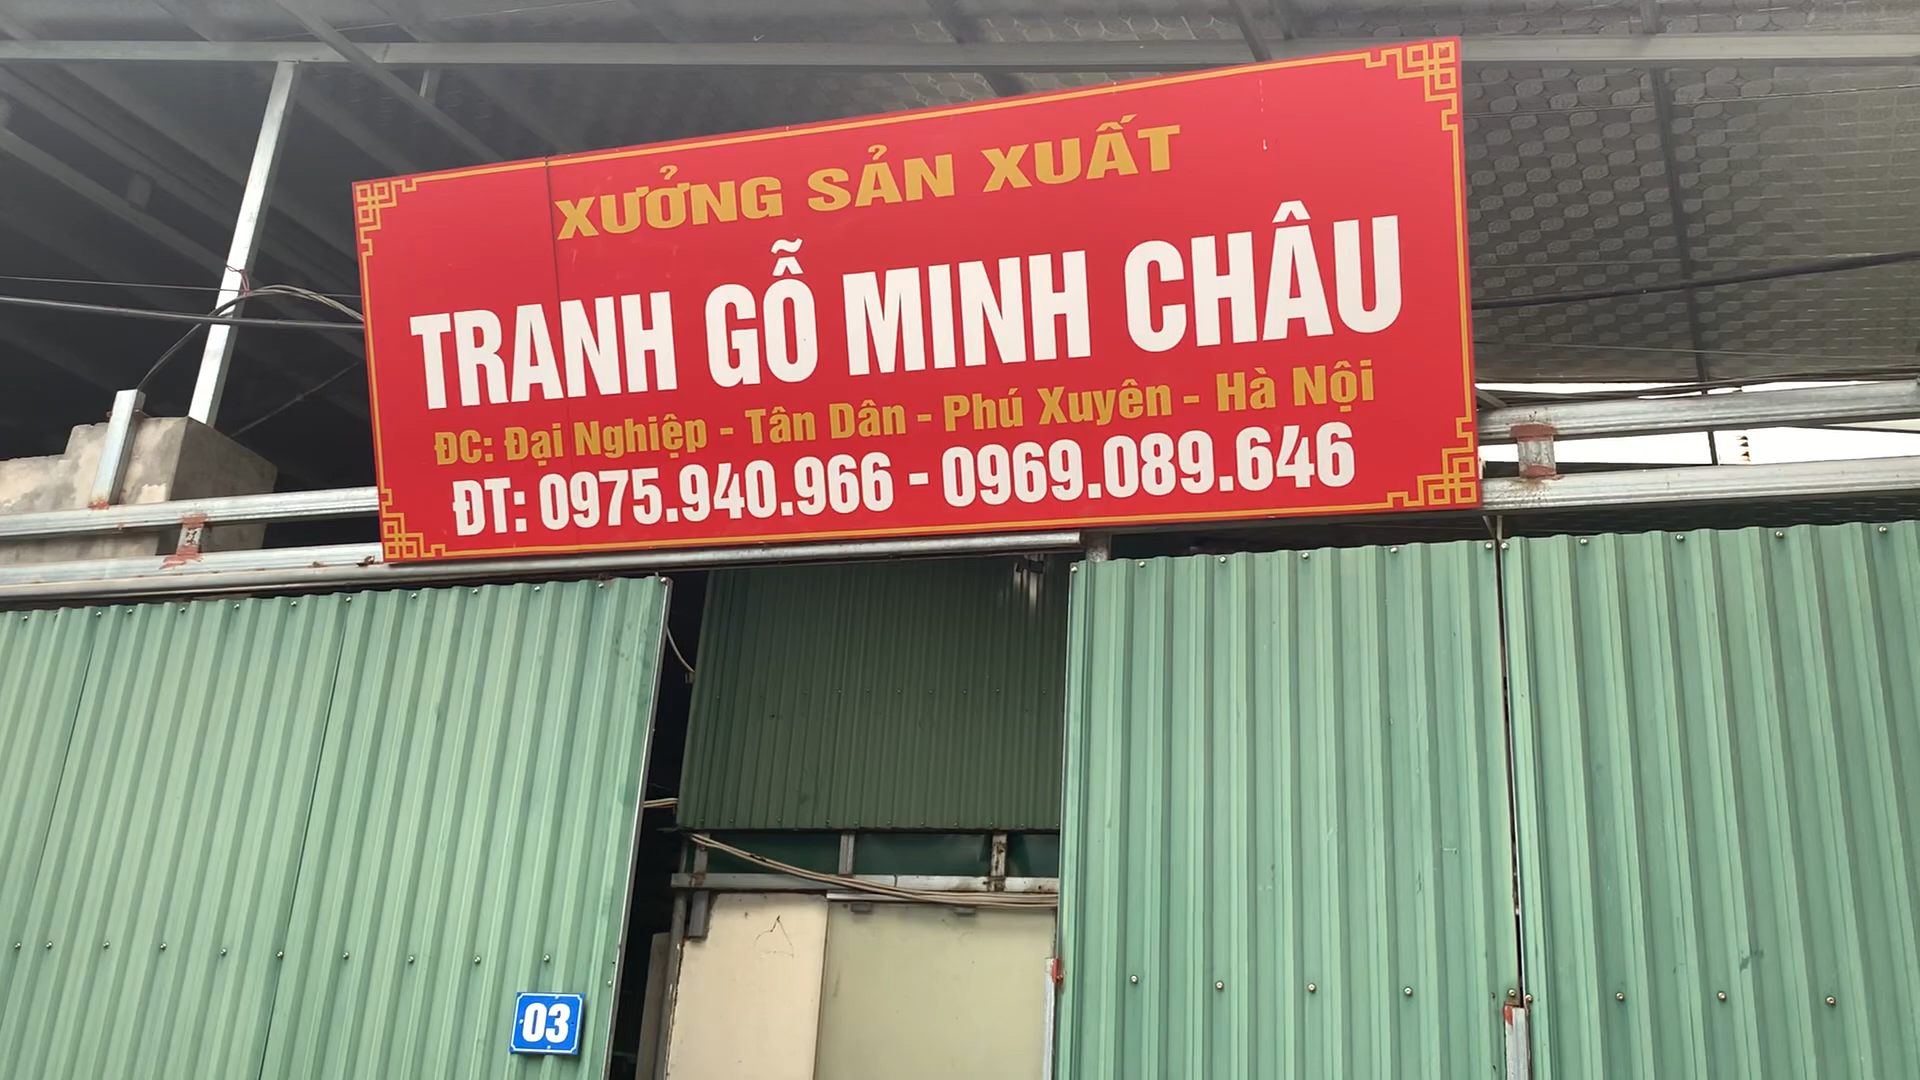 XƯỞNG SẢN XUẤT
TRANH GỖ MINH CHÂU
ĐC: Đại Nghiệp - Tân Dân - Phú Xuyên - Hà Nội
ĐT: 0975.940.966 - 0969.089.646
03